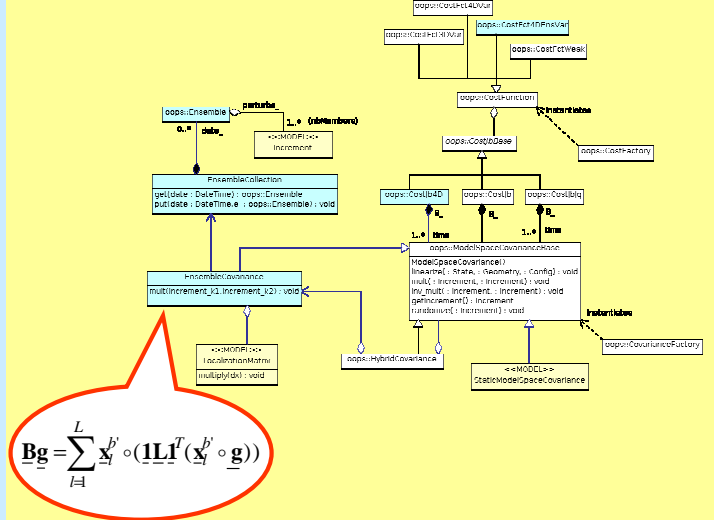 oops::CostFct4DVar
oops::CostFct4DEnsVar
oops::CostFct3DVar
oops::CostFctWeak
oops::CostFunction
instantiates
oops::CostJbBase
oops::CostFactory
oops::Ensemble
perturbs_
1..* (nbMembers)
0..*
date_
<<MODEL>>
Increment
EnsembleCollection
get(date : DateTime) : oops::Ensemble
put(date : DateTime,e : oops::Ensemble) : void
oops::CostJb4D
oops::CostJb
oops::CostJbJq
B_
B_
B_
1..* time
1..* time
oops::ModelSpaceCovarianceBase
ModelSpaceCovariance()
linearize( : State, : Geometry, : Config) : void
mult( : Increment, : Increment) : void
inv_mult( : Increment, : Increment) : void
getIncrement() : Increment
randomize( : Increment) : void
EnsembleCovariance
mult(Increment_k1,Increment_k2) : void
instantiates
<<MODEL>>
LocalizationMatrix
multiply(dx) : void
oops::HybridCovariance
oops::CovarianceFactory
<<MODEL>>
StaticModelSpaceCovariance
Bg = ∑_{l=1}^{L} x_l^{b'} ∘ (1L1^T (x_l^{b'} ∘ g))